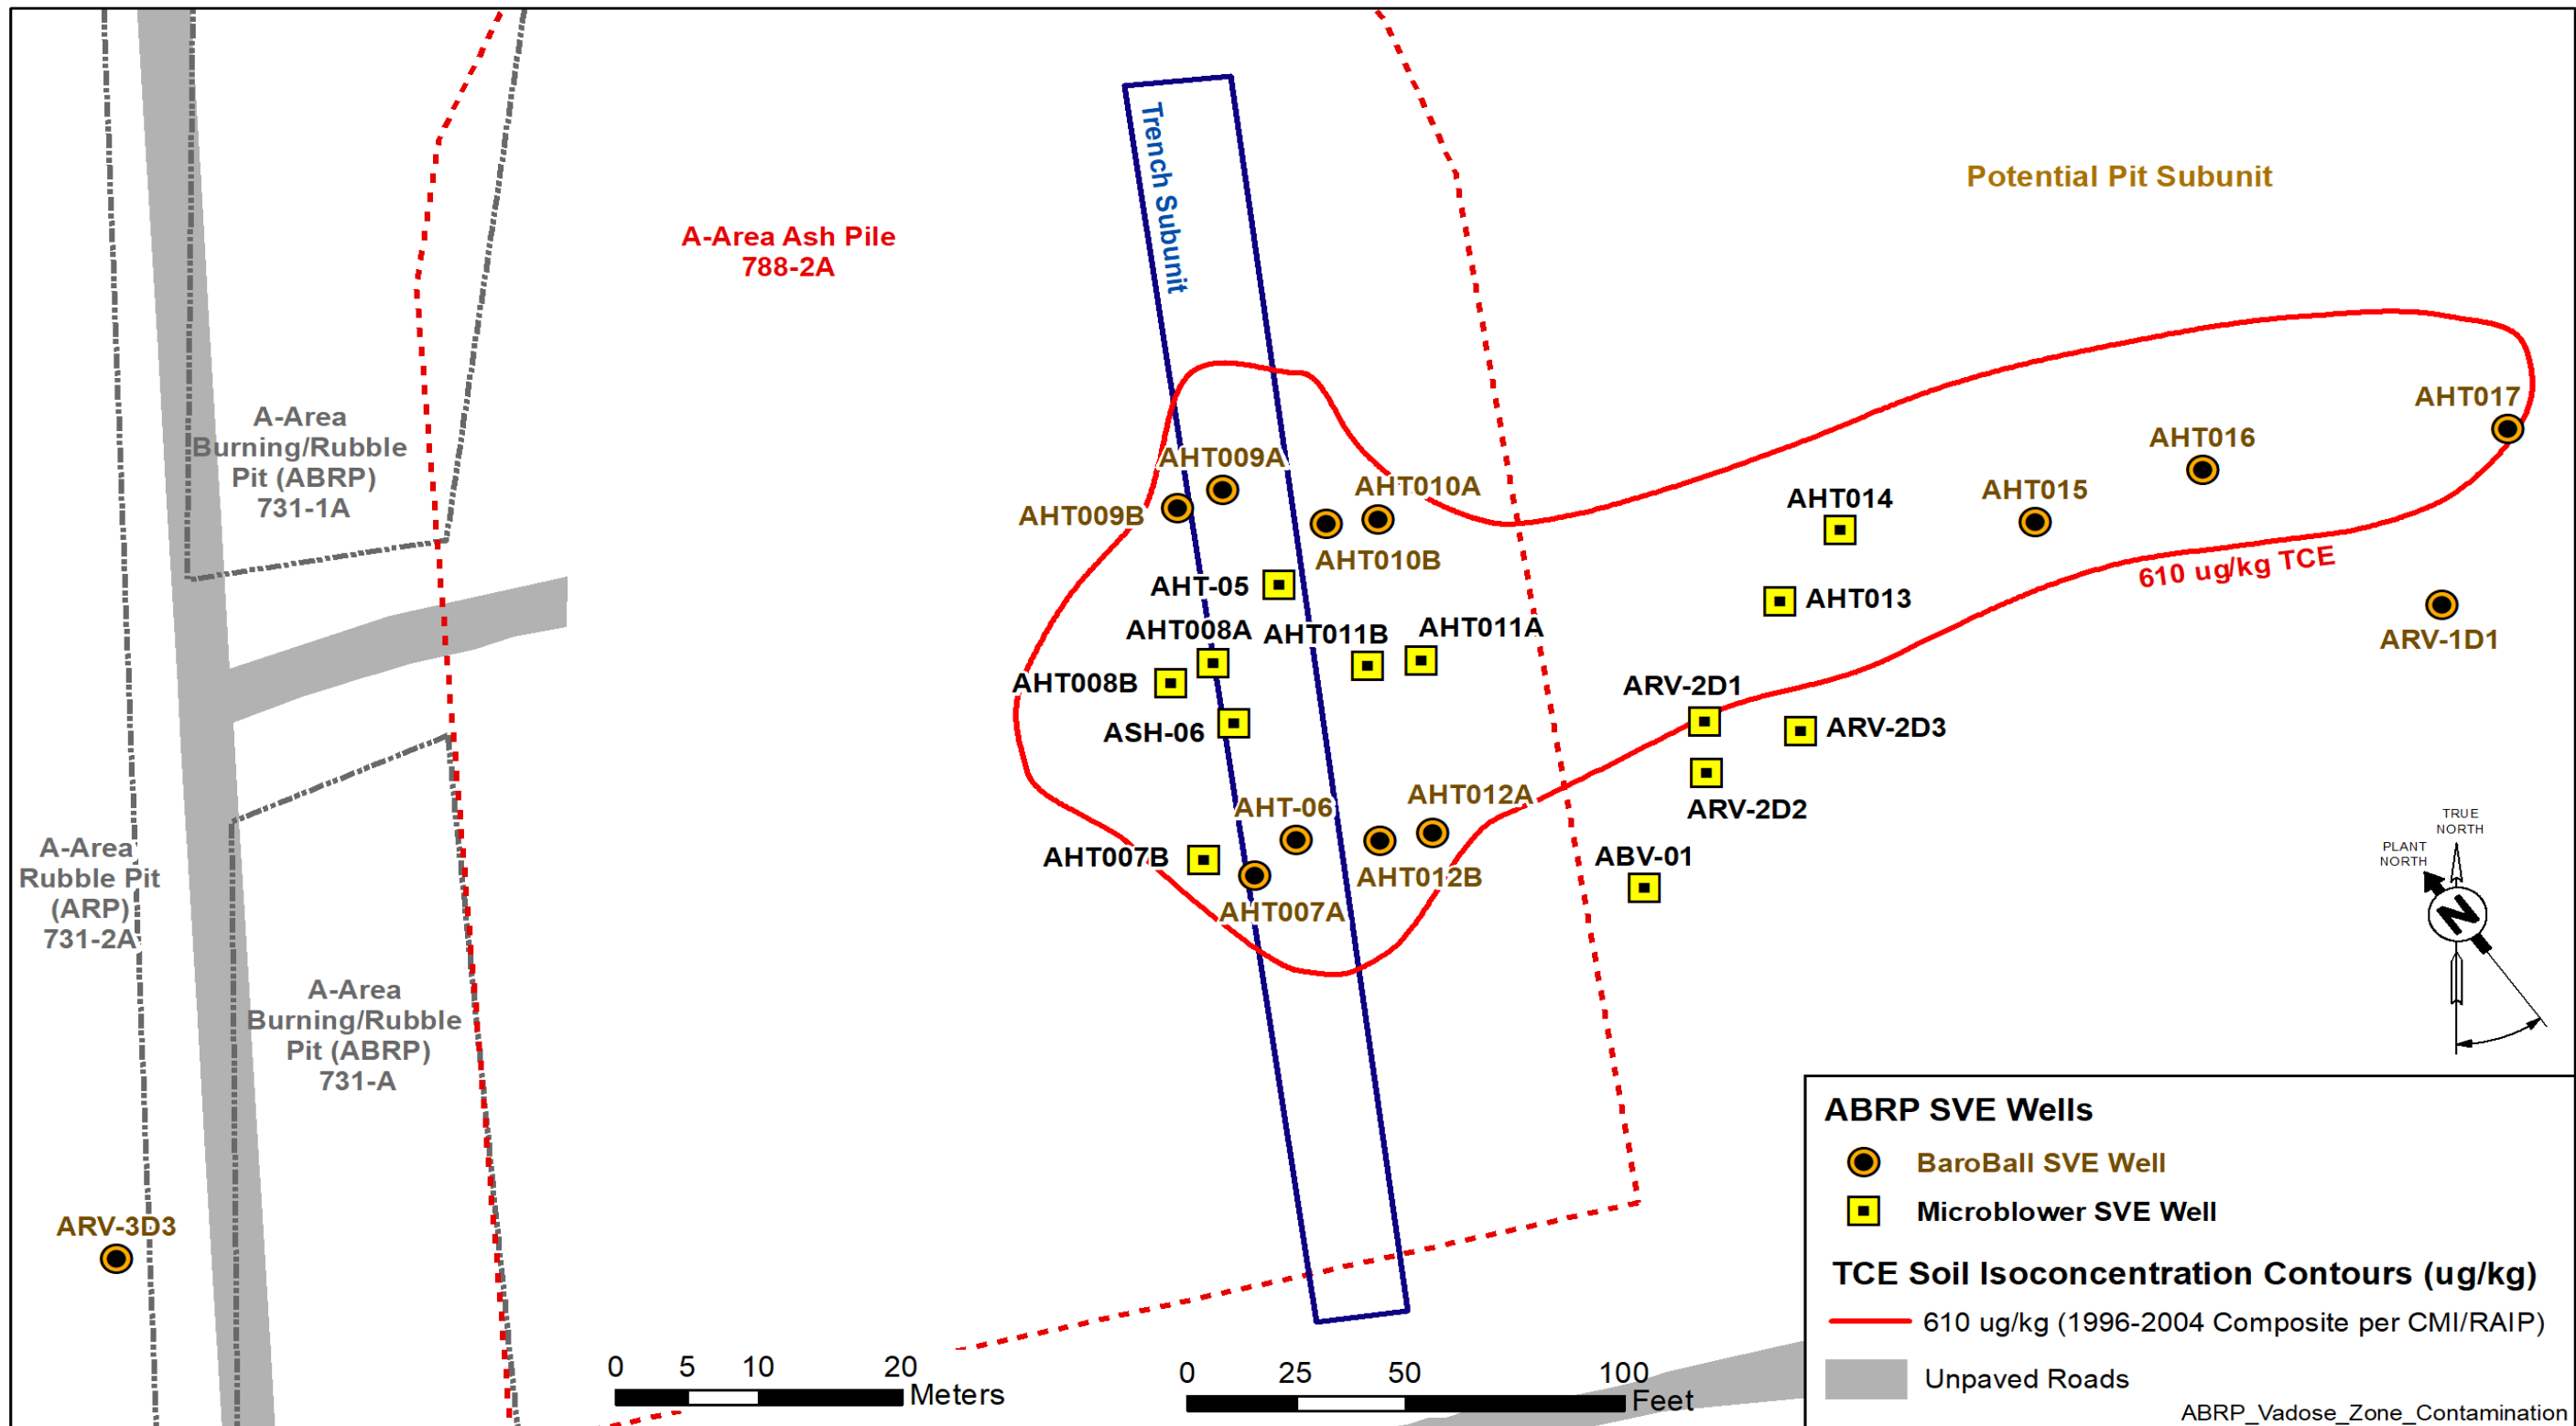 Trench Subunit
Potential Pit Subunit
A-Area Ash Pile
788-2A
A-Area
Burning/Rubble
Pit (ABRP)
731-1A
AHT017
AHT016
AHT015
AHT014
AHT013
AHT009A
AHT009B
AHT010A
AHT010B
AHT-05
610 ug/kg TCE
ARV-1D1
AHT008A
AHT011B
AHT011A
AHT008B
ASH-06
ARV-2D1
ARV-2D3
ARV-2D2
AHT-06
AHT012A
AHT007B
AHT012B
AHT007A
ABV-01
A-Area
Rubble Pit
(ARP)
731-2A
A-Area
Burning/Rubble
Pit (ABRP)
731-A
TRUE
NORTH
PLANT
NORTH
N
ARV-3D3
ABRP SVE Wells
BaroBall SVE Well
Microblower SVE Well
TCE Soil Isoconcentration Contours (ug/kg)
610 ug/kg (1996-2004 Composite per CMI/RAIP)
Unpaved Roads
0 5 10 20
Meters
0 25 50 100
Feet
ABRP_Vadose_Zone_Contamination